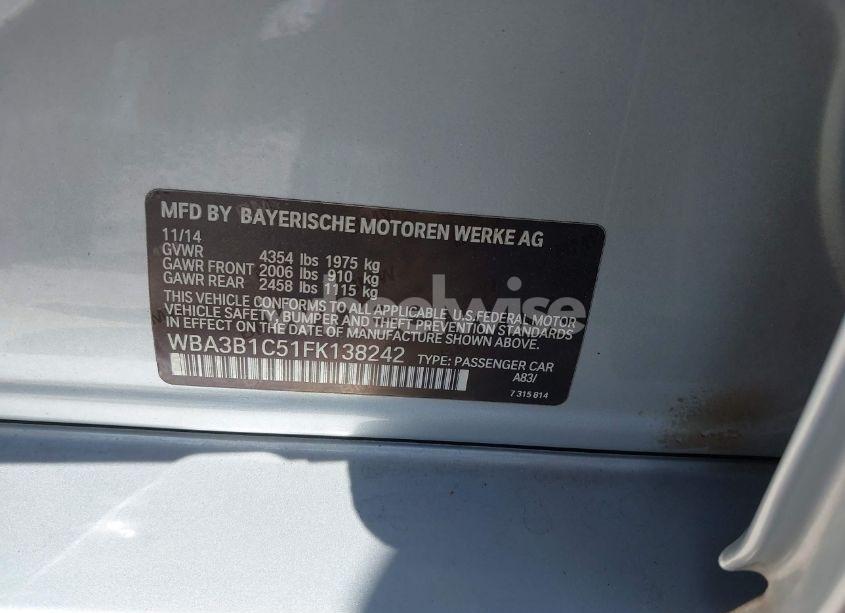 MFD BY BAYERISCHE MOTOREN WERKE AG
11/14
GVWR 4354 lbs 1975 kg
GAWR FRONT 2006 lbs 910 kg
GAWR REAR 2458 lbs 1115 kg
THIS VEHICLE CONFORMS TO ALL APPLICABLE U.S.FEDERAL MOTOR
VEHICLE SAFETY, BUMPER AND THEFT PREVENTION STANDARDS
IN EFFECT ON THE DATE OF MANUFACTURE SHOWN ABOVE.
WBA3B1C51FK138242 TYPE: PASSENGER CAR
A83/
7 315 814